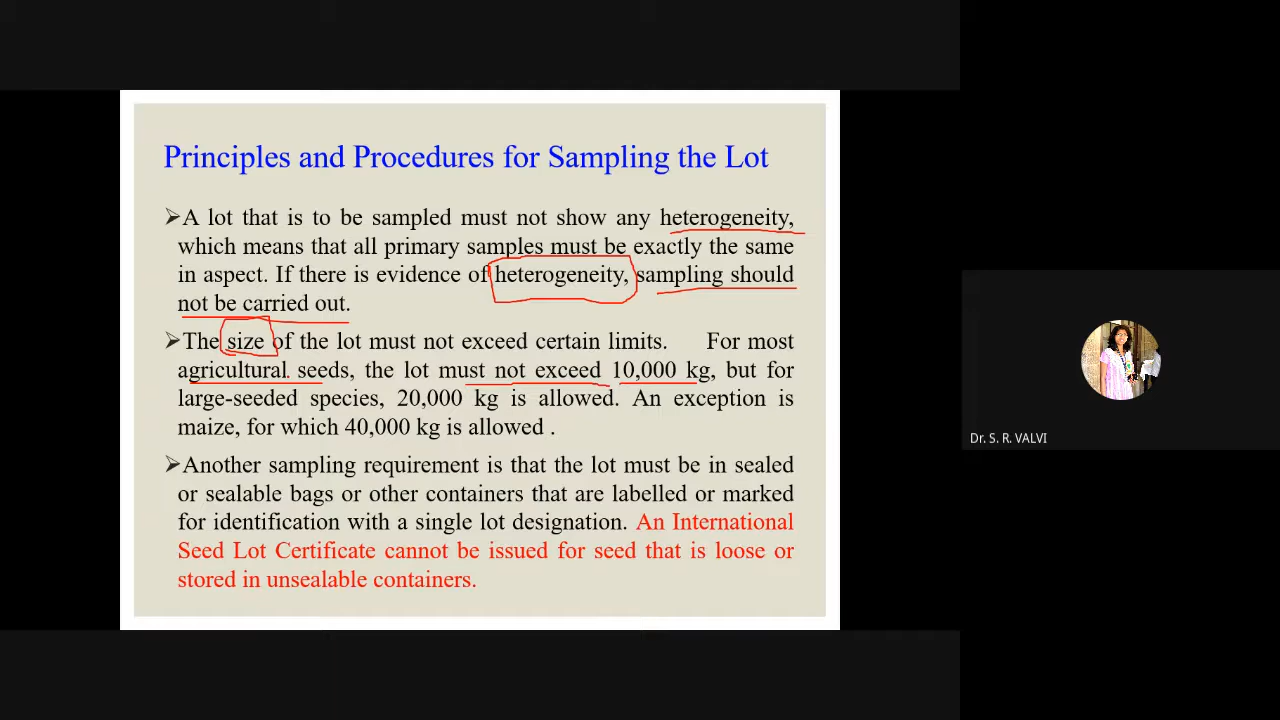 Principles and Procedures for Sampling the Lot
➢A lot that is to be sampled must not show any heterogeneity,
which means that all primary samples must be exactly the same
in aspect. If there is evidence of heterogeneity, sampling should
not be carried out.
➢The size of the lot must not exceed certain limits. For most
agricultural seeds, the lot must not exceed 10,000 kg, but for
large-seeded species, 20,000 kg is allowed. An exception is
maize, for which 40,000 kg is allowed .
➢Another sampling requirement is that the lot must be in sealed
or sealable bags or other containers that are labelled or marked
for identification with a single lot designation. An International
Seed Lot Certificate cannot be issued for seed that is loose or
stored in unsealable containers.
Dr. S. R. VALVI